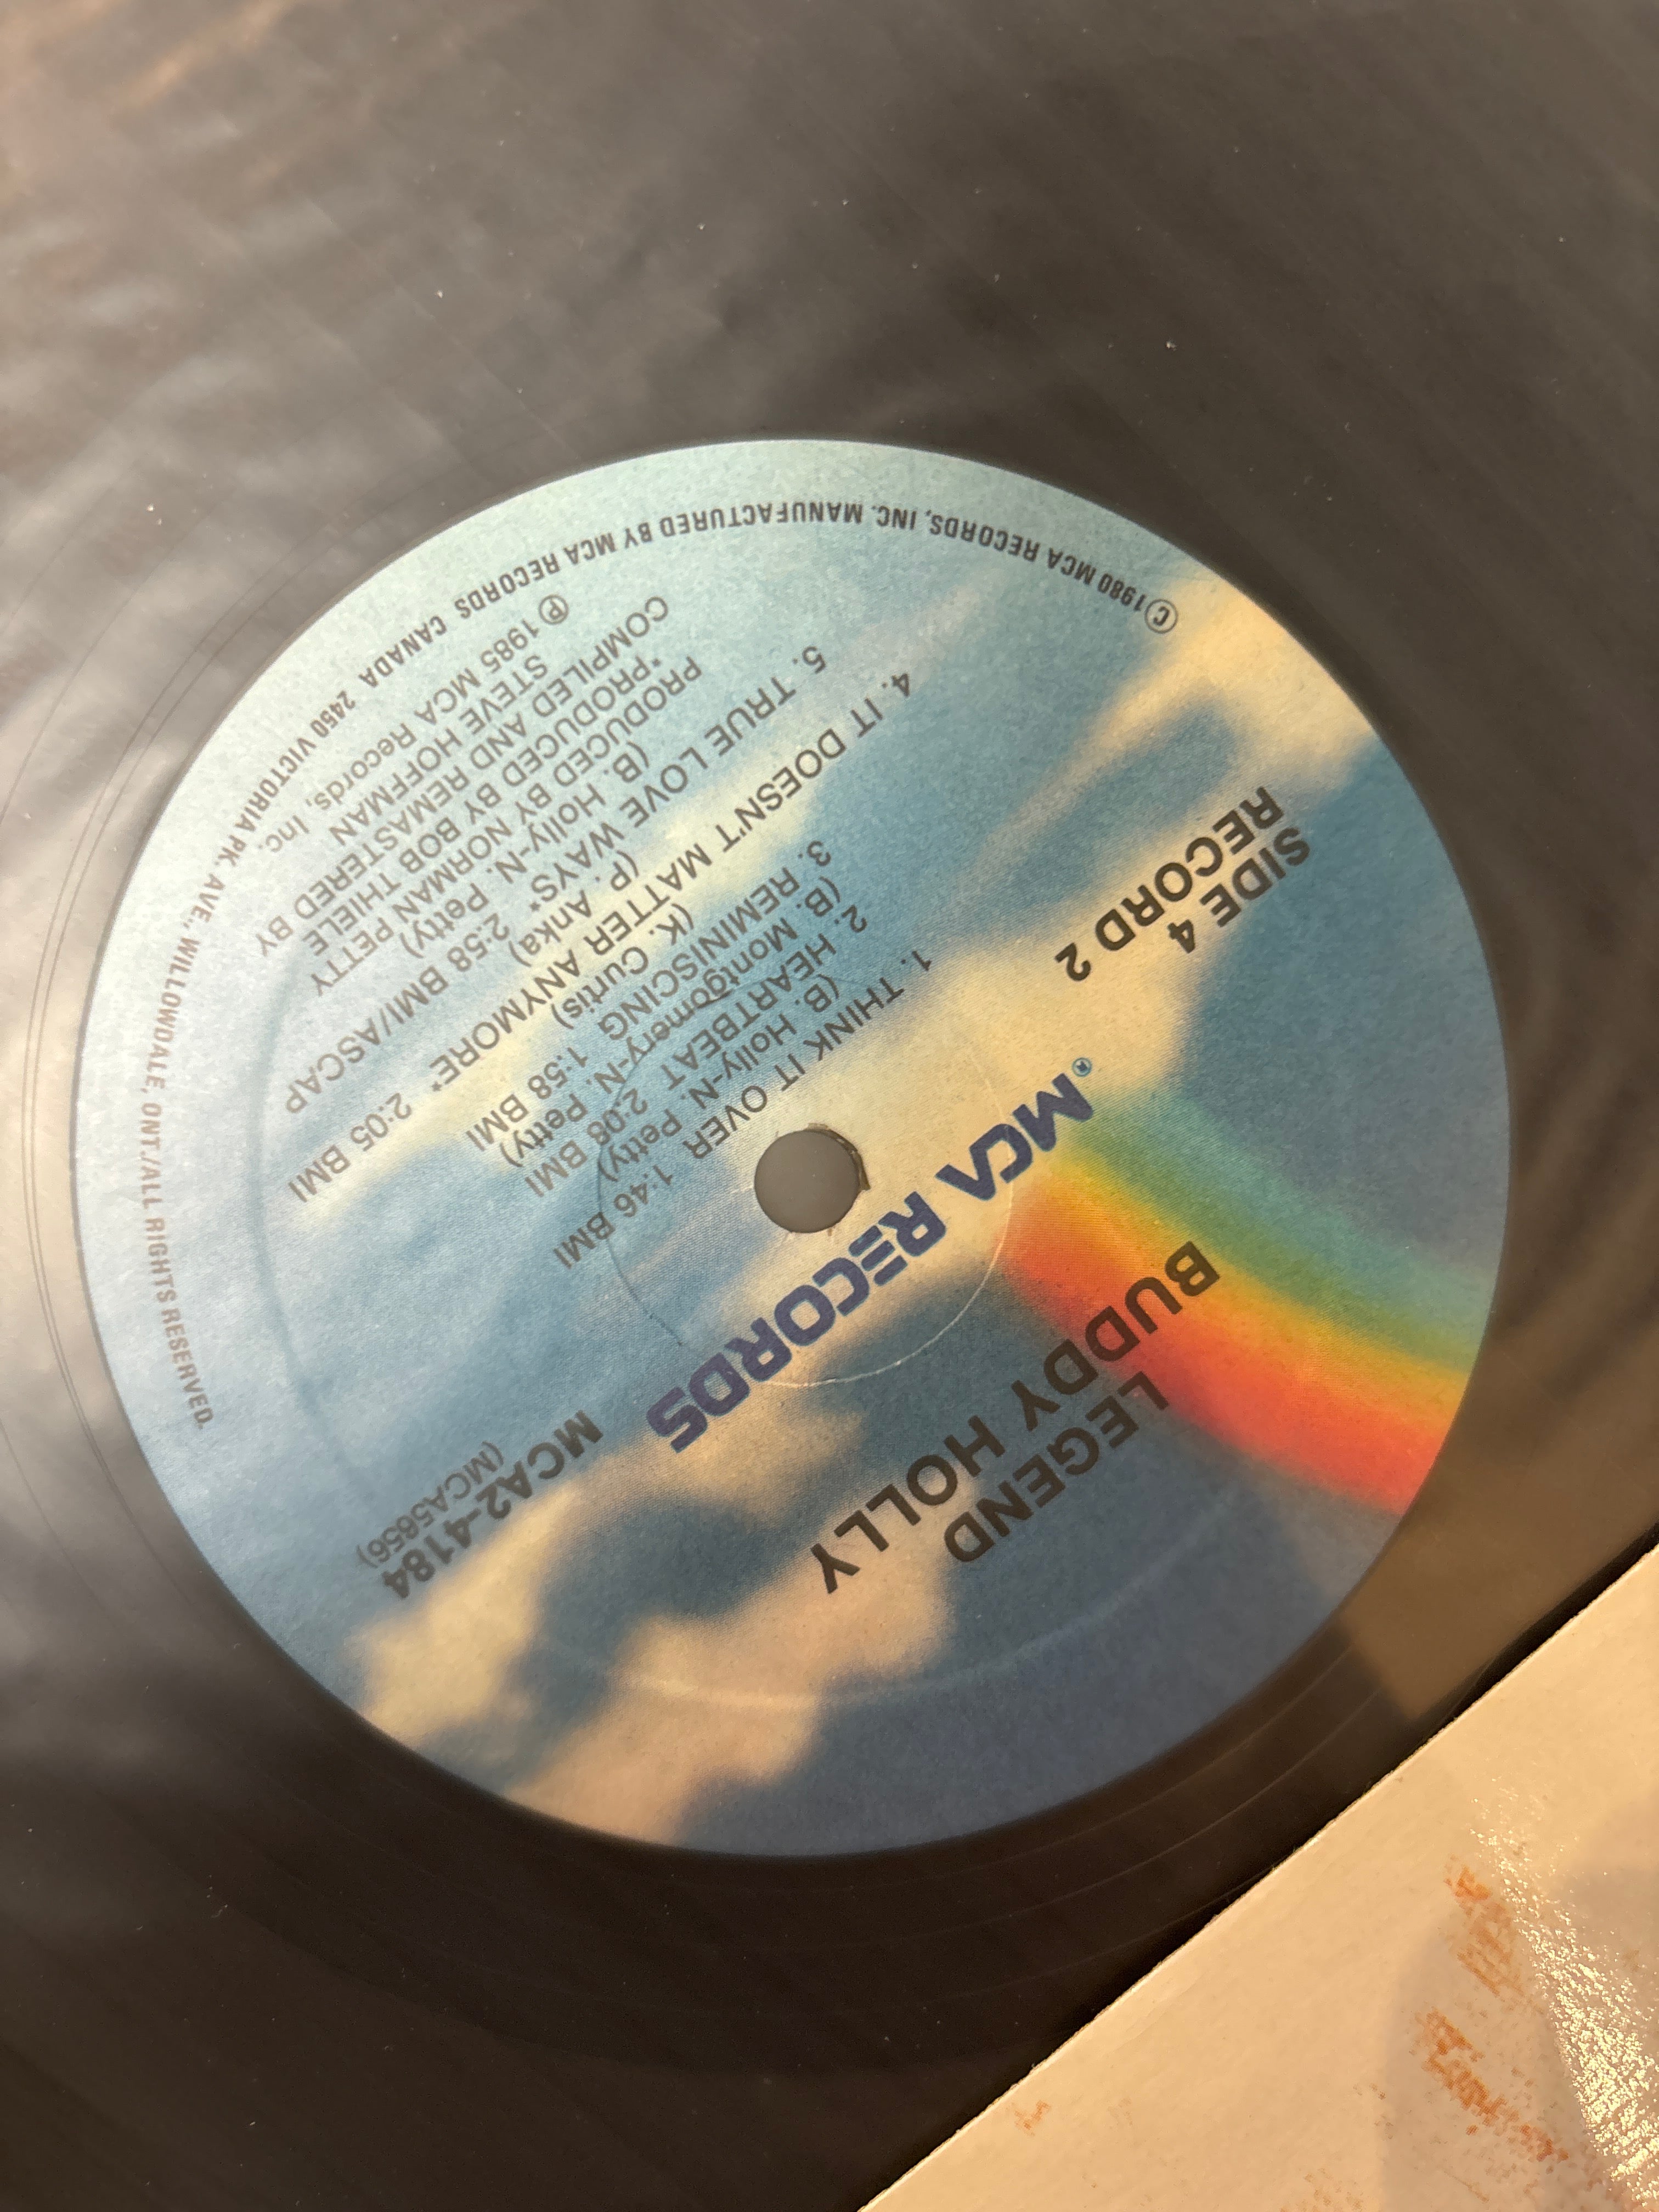 LEGEND
BUDDY HOLLY
MCA RECORDS®
MCA2-4184
(MCA5856)
SIDE 4
RECORD 2
1. THINK IT OVER 1:46 BMI
(B. Holly-N. Petty)
2. HEARTBEAT 2:08 BMI
(B. Montgomery-N. Petty)
3. REMINISCING 1:58 BMI
(K. Curtis)
4. IT DOESN'T MATTER ANYMORE* 2:05 BMI
(P. Anka)
5. TRUE LOVE WAYS* 2:58 BMI/ASCAP
(B. Holly-N. Petty)
PRODUCED BY NORMAN PETTY
*PRODUCED BY BOB THIELE
COMPILED AND REMASTERED BY
STEVE HOFFMAN
Ⓟ 1985 MCA Records, Inc.
©1980 MCA RECORDS, INC. MANUFACTURED BY MCA RECORDS CANADA 2450 VICTORIA PK. AVE., WILLOWDALE, ONT./ALL RIGHTS RESERVED.